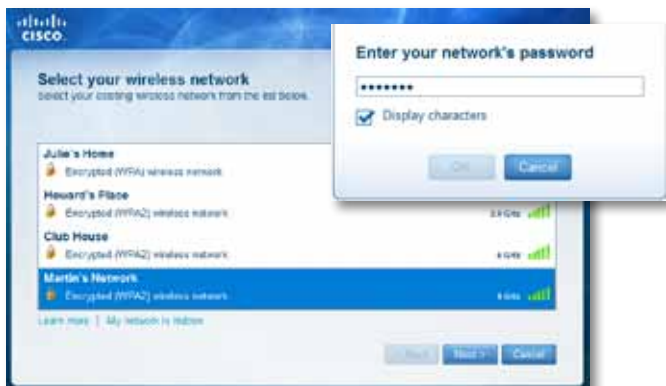 CISCO
Select your wireless network
Select your existing wireless network from the list below.
Julie's Home
Encrypted (WPA) wireless network
Howard's Place
Encrypted (WPA2) wireless network
Club House
Encrypted (WPA2) wireless network
Martin's Network
Encrypted (WPA2) wireless network
Learn more | My network is hidden
Next > Cancel
Enter your network's password
•••••••
Display characters
OK Cancel